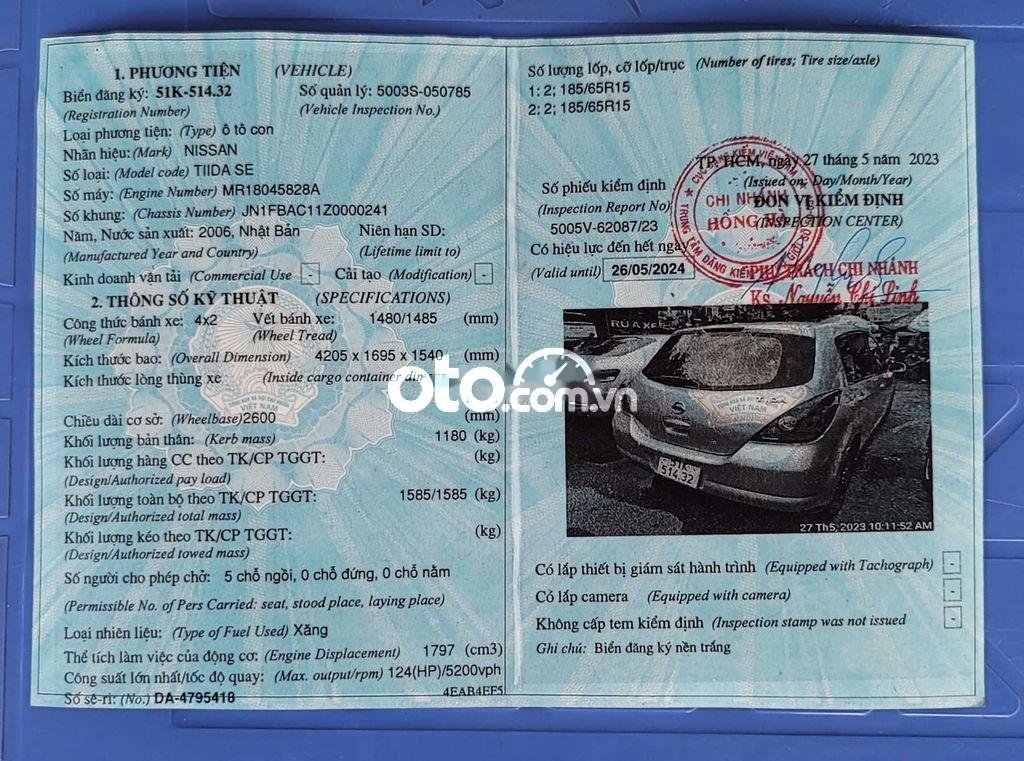 1. PHƯƠNG TIỆN (VEHICLE)
Biển đăng ký: 51K-514.32 Số quản lý: 5003S-050785
(Registration Number) (Vehicle Inspection No.)
Loại phương tiện: (Type) ô tô con
Nhãn hiệu: (Mark) NISSAN
Số loại: (Model code) TIIDA SE
Số máy: (Engine Number) MR18045828A
Số khung: (Chassis Number) JN1FBAC11Z0000241
Năm, Nước sản xuất: 2006, Nhật Bản Niên hạn SD:
(Manufactured Year and Country) (Lifetime limit to)
Kinh doanh vận tải (Commercial Use - Cải tạo (Modification) -
2. THÔNG SỐ KỸ THUẬT (SPECIFICATIONS)
Công thức bánh xe: 4x2 Vết bánh xe: 1480/1485 (mm)
(Wheel Formula) (Wheel Tread)
Kích thước bao: (Overall Dimension) 4205 x 1695 x 1540 (mm)
Kích thước lòng thùng xe (Inside cargo container
Chiều dài cơ sở: (Wheelbase) 2600 (mm)
Khối lượng bản thân: (Kerb mass) 1180 (kg)
Khối lượng hàng CC theo TK/CP TGGT: (kg)
(Design/Authorized pay load)
Khối lượng toàn bộ theo TK/CP TGGT: 1585/1585 (kg)
(Design/Authorized total mass)
Khối lượng kéo theo TK/CP TGGT: (kg)
(Design/Authorized towed mass)
Số người cho phép chở: 5 chỗ ngồi, 0 chỗ đứng, 0 chỗ nằm
(Permissible No. of Pers Carried: seat, stood place, laying place)
Loại nhiên liệu: (Type of Fuel Used) Xăng
Thể tích làm việc của động cơ: (Engine Displacement) 1797 (cm3)
Công suất lớn nhất/tốc độ quay: (Max. output/rpm) 124(HP)/5200vph
4EAB4EF5
Số sê-ri: (No.) DA-4795418
VIỆT NAM
oto.com.vn
Số lượng lốp, cỡ lốp/trục (Number of tires; Tire size/axle)
1: 2; 185/65R15
2: 2; 185/65R15
TP. HCM, ngày 27 tháng 5 năm 2023
(Issued on: Day/Month/Year)
Số phiếu kiểm định ĐƠN VỊ KIỂM ĐỊNH
(Inspection Report No) (INSPECTION CENTER)
5005V-62087/23
Có hiệu lực đến hết ngày
(Valid until) 26/05/2024
CHI NHÁNH
PHỤ TRÁCH CHI NHÁNH
Ks. Nguyễn Chí Linh
RỬA XE
VIỆT NAM
51K
514.32
27 Th5, 2023 10:11:52 AM
Có lắp thiết bị giám sát hành trình (Equipped with Tachograph) -
Có lắp camera (Equipped with camera) -
Không cấp tem kiểm định (Inspection stamp was not issued -
Ghi chú: Biển đăng ký nền trắng